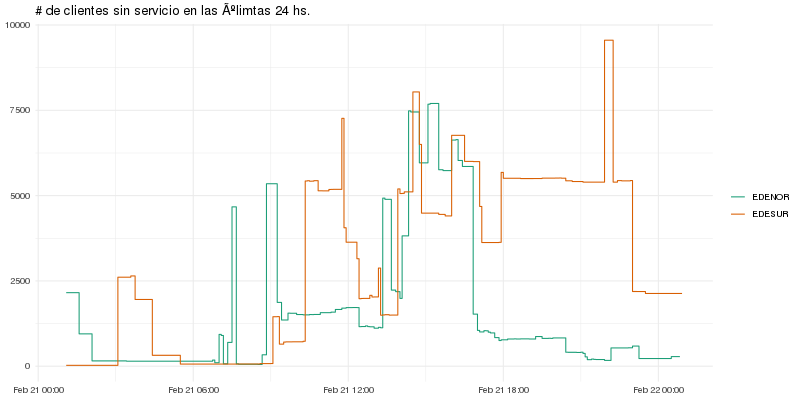 # de clientes sin servicio en las Ãºlimtas 24 hs.
10000
7500
5000
2500
0
Feb 21 00:00
Feb 21 06:00
Feb 21 12:00
Feb 21 18:00
Feb 22 00:00
EDENOR
EDESUR